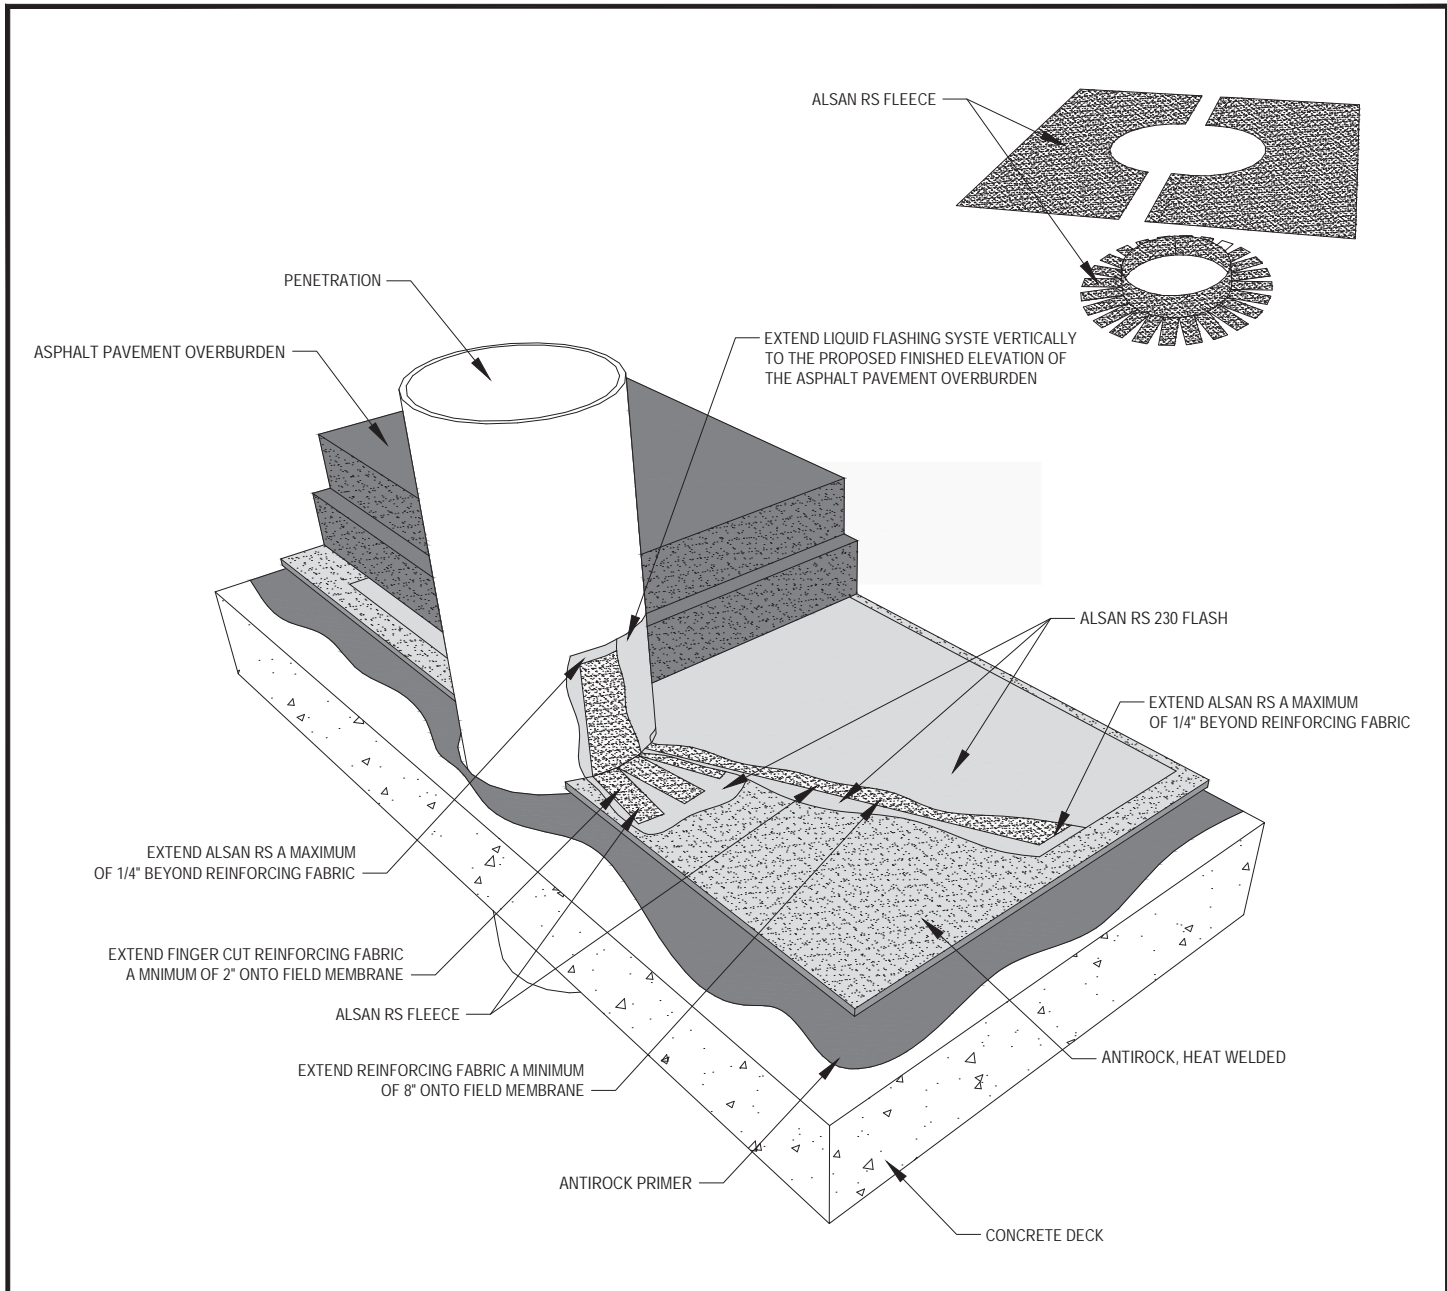 ALSAN RS FLEECE
PENETRATION
ASPHALT PAVEMENT OVERBURDEN
EXTEND LIQUID FLASHING SYSTE VERTICALLY
TO THE PROPOSED FINISHED ELEVATION OF
THE ASPHALT PAVEMENT OVERBURDEN
ALSAN RS 230 FLASH
EXTEND ALSAN RS A MAXIMUM
OF 1/4" BEYOND REINFORCING FABRIC
EXTEND ALSAN RS A MAXIMUM
OF 1/4" BEYOND REINFORCING FABRIC
EXTEND FINGER CUT REINFORCING FABRIC
A MNIMUM OF 2" ONTO FIELD MEMBRANE
ALSAN RS FLEECE
EXTEND REINFORCING FABRIC A MINIMUM
OF 8" ONTO FIELD MEMBRANE
ANTIROCK, HEAT WELDED
ANTIROCK PRIMER
CONCRETE DECK